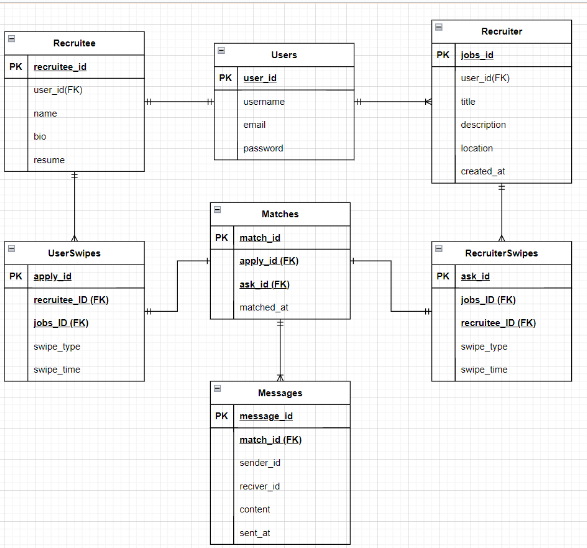 Recruitee
PK recruitee_id
user_id(FK)
name
bio
resume
Users
PK user_id
username
email
password
Recruiter
PK jobs_id
user_id(FK)
title
description
location
created_at
UserSwipes
PK apply_id
recruitee_ID (FK)
jobs_ID (FK)
swipe_type
swipe_time
Matches
PK match_id
apply_id (FK)
ask_id (FK)
matched_at
RecruiterSwipes
PK ask_id
jobs_ID (FK)
recruitee_ID (FK)
swipe_type
swipe_time
Messages
PK message_id
match_id (FK)
sender_id
reciver_id
content
sent_at